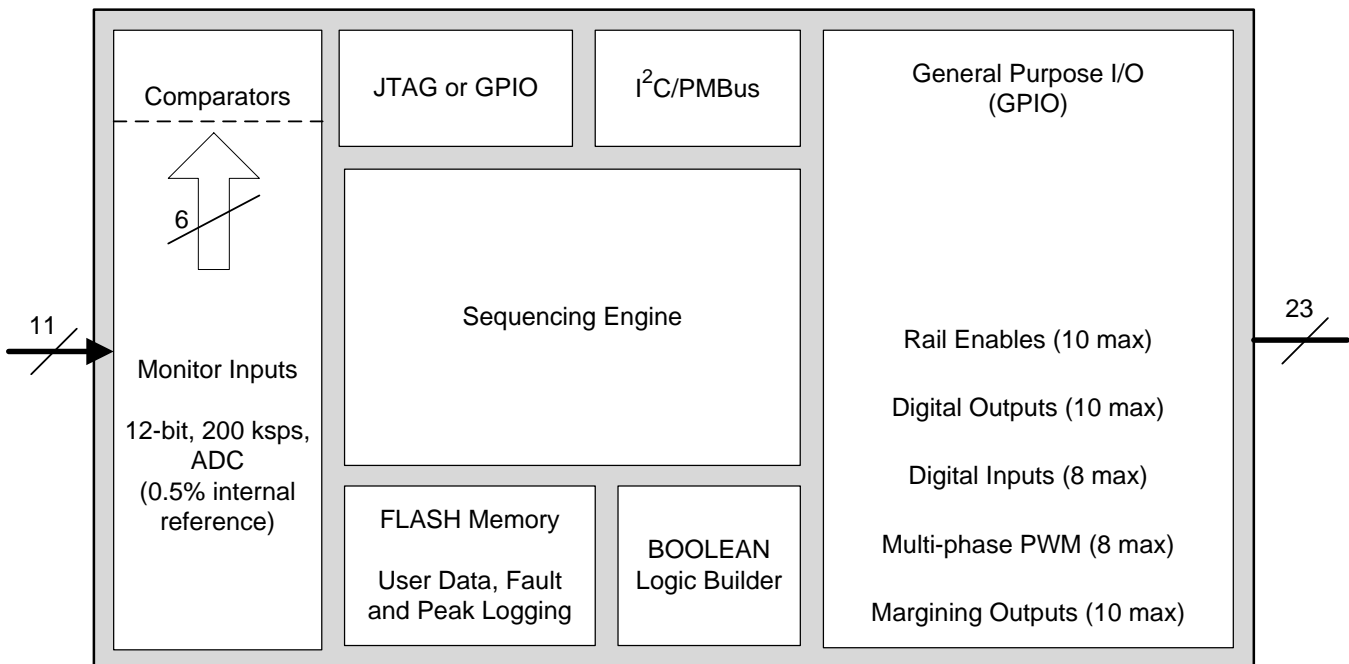 Comparators
6
11
Monitor Inputs
12-bit, 200 ksps,
ADC
(0.5% internal
reference)
JTAG or GPIO
I²C/PMBus
Sequencing Engine
FLASH Memory
User Data, Fault
and Peak Logging
BOOLEAN
Logic Builder
General Purpose I/O
(GPIO)
Rail Enables (10 max)
Digital Outputs (10 max)
Digital Inputs (8 max)
Multi-phase PWM (8 max)
Margining Outputs (10 max)
23